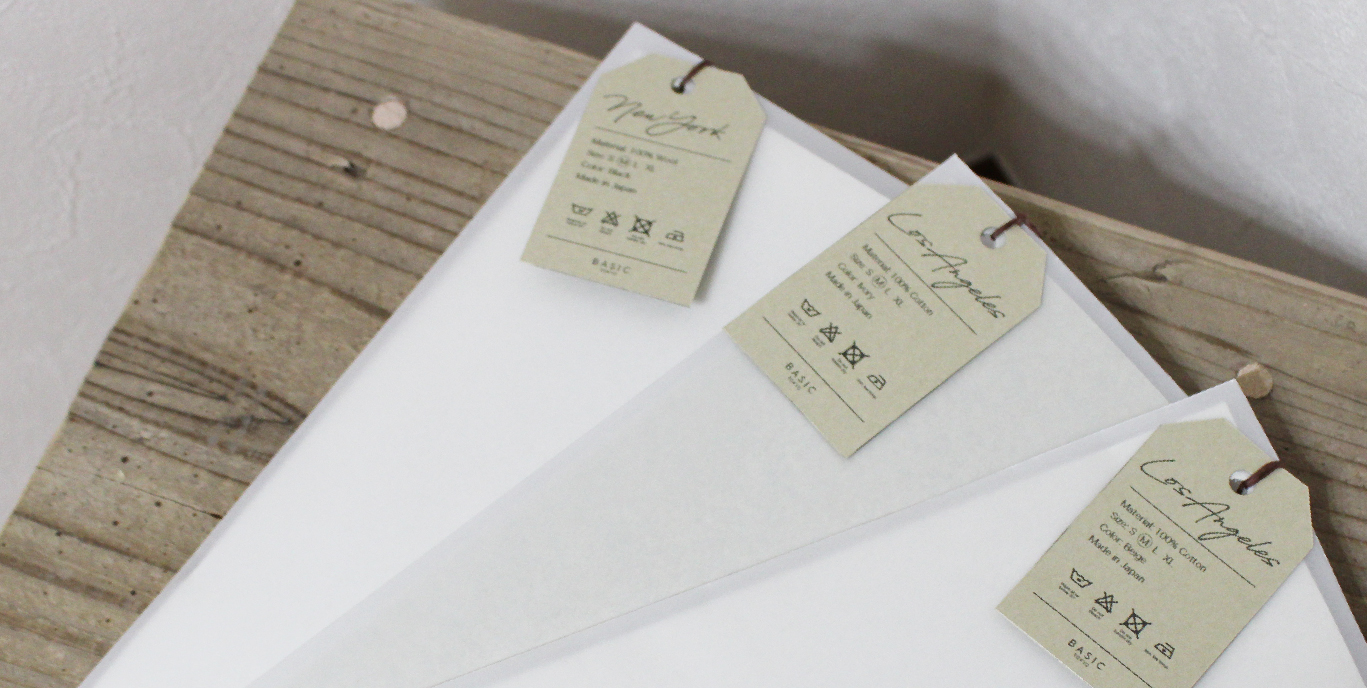 New York
Material: 100% Wool
Size: S M L XL
Color: Black
Made in Japan
BASIC
Los Angeles
Material: 100% Cotton
Size: S M L XL
Color: Ivory
Made in Japan
BASIC
Los Angeles
Material: 100% Cotton
Size: S M L XL
Color: Beige
Made in Japan
BASIC